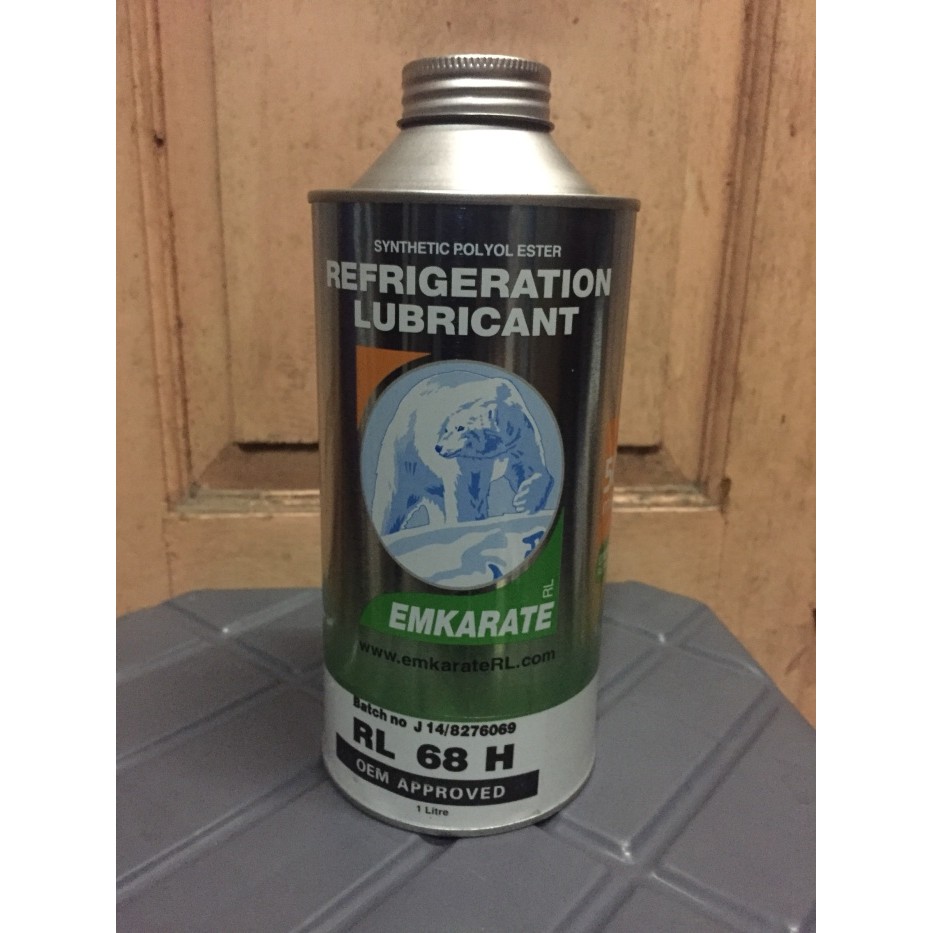 SYNTHETIC POLYOL ESTER
REFRIGERATION
LUBRICANT
EMKARATE RL
www.emkarateRL.com
Batch no J 14/8276069
RL 68 H
OEM APPROVED
1 Litre